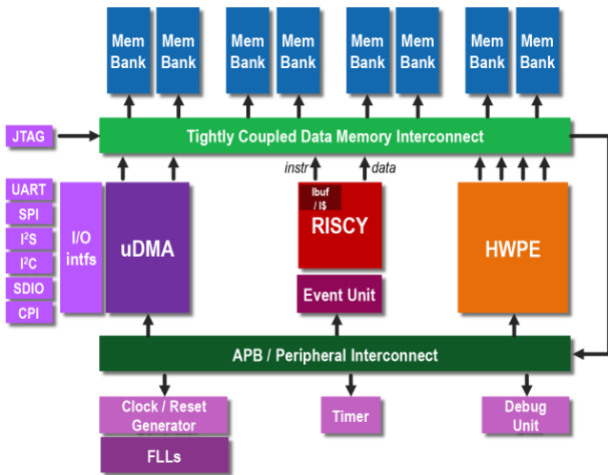 Mem Bank
Mem Bank
Mem Bank
Mem Bank
Mem Bank
Mem Bank
Mem Bank
Mem Bank
JTAG
Tightly Coupled Data Memory Interconnect
instr
data
UART
SPI
I²S
I²C
SDIO
CPI
I/O
intfs
uDMA
Ibuf
/ I$
RISCY
Event Unit
HWPE
APB / Peripheral Interconnect
Clock / Reset
Generator
FLLs
Timer
Debug
Unit